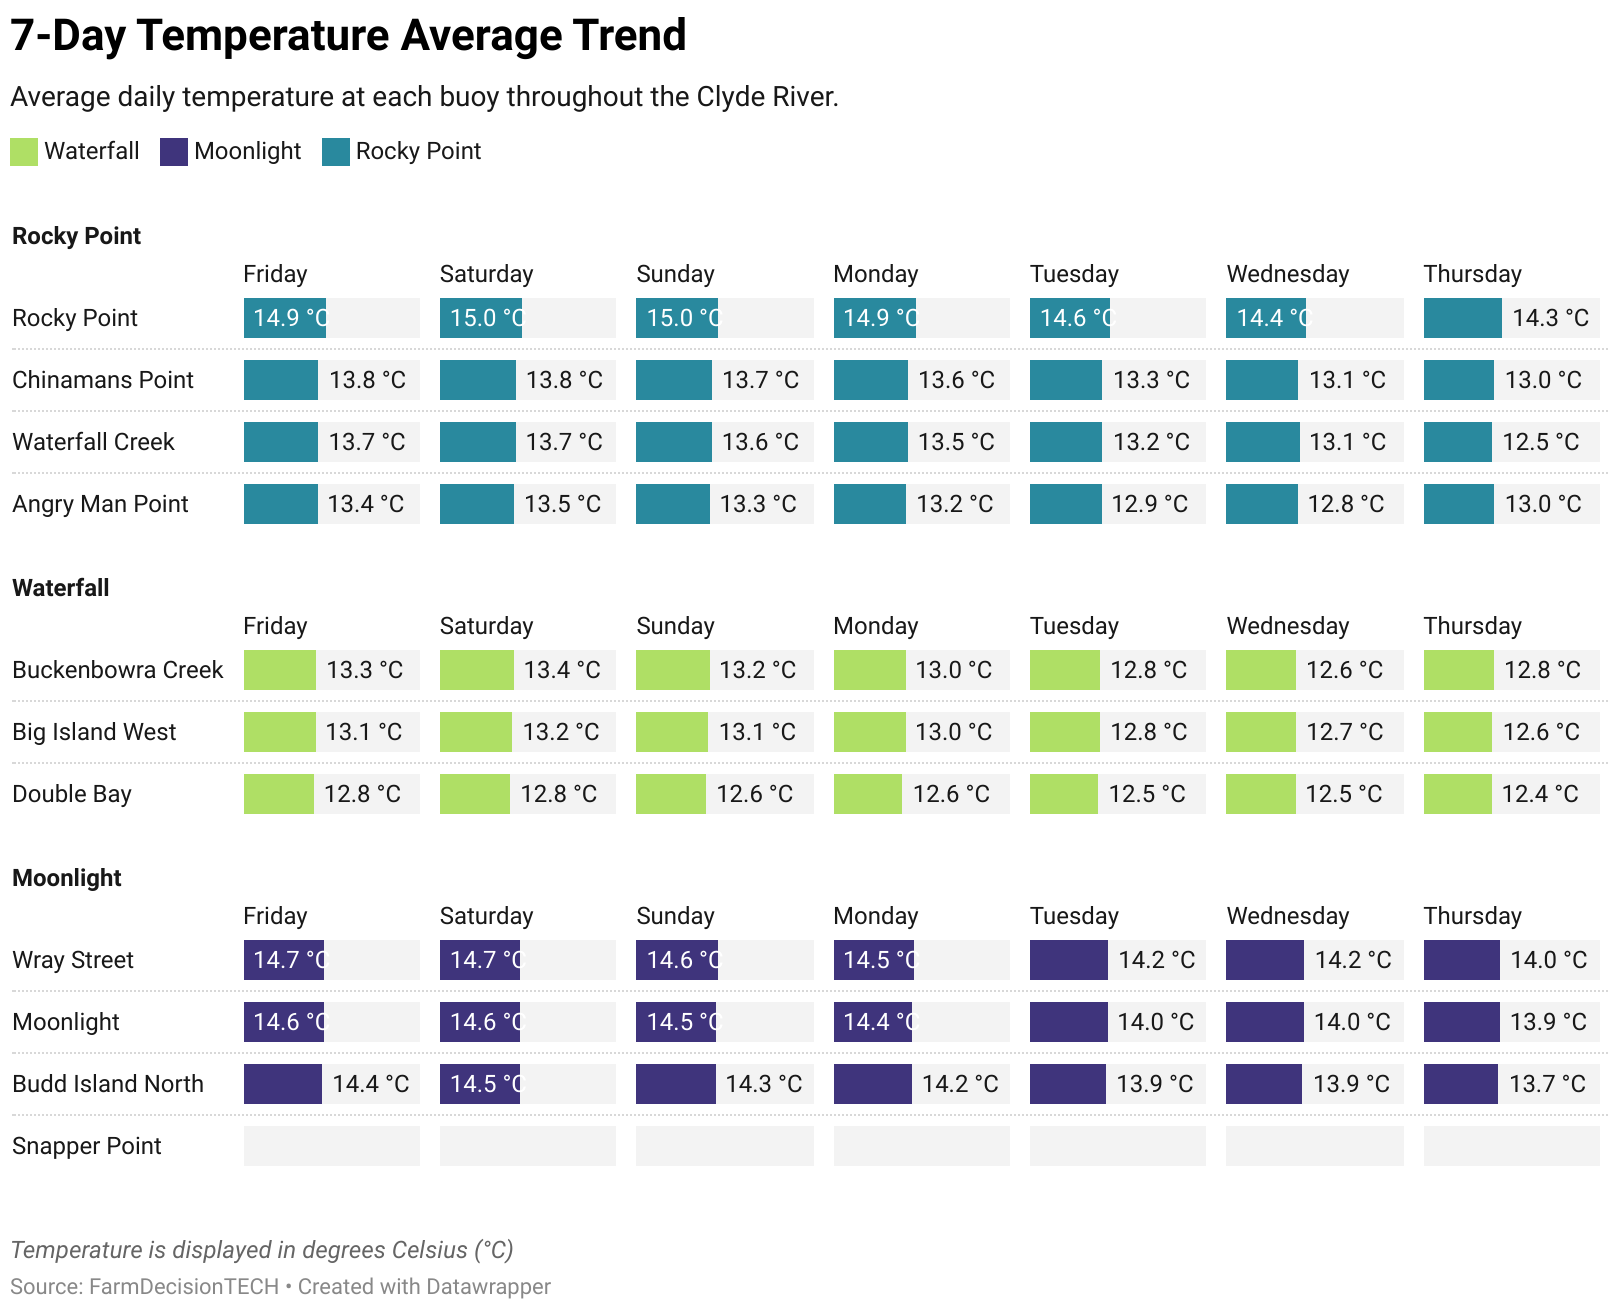 7-Day Temperature Average Trend
Average daily temperature at each buoy throughout the Clyde River.
Waterfall Moonlight Rocky Point
Rocky Point
Friday Saturday Sunday Monday Tuesday Wednesday Thursday
Rocky Point 14.9 °C 15.0 °C 15.0 °C 14.9 °C 14.6 °C 14.4 °C 14.3 °C
Chinamans Point 13.8 °C 13.8 °C 13.7 °C 13.6 °C 13.3 °C 13.1 °C 13.0 °C
Waterfall Creek 13.7 °C 13.7 °C 13.6 °C 13.5 °C 13.2 °C 13.1 °C 12.5 °C
Angry Man Point 13.4 °C 13.5 °C 13.3 °C 13.2 °C 12.9 °C 12.8 °C 13.0 °C
Waterfall
Friday Saturday Sunday Monday Tuesday Wednesday Thursday
Buckenbowra Creek 13.3 °C 13.4 °C 13.2 °C 13.0 °C 12.8 °C 12.6 °C 12.8 °C
Big Island West 13.1 °C 13.2 °C 13.1 °C 13.0 °C 12.8 °C 12.7 °C 12.6 °C
Double Bay 12.8 °C 12.8 °C 12.6 °C 12.6 °C 12.5 °C 12.5 °C 12.4 °C
Moonlight
Friday Saturday Sunday Monday Tuesday Wednesday Thursday
Wray Street 14.7 °C 14.7 °C 14.6 °C 14.5 °C 14.2 °C 14.2 °C 14.0 °C
Moonlight 14.6 °C 14.6 °C 14.5 °C 14.4 °C 14.0 °C 14.0 °C 13.9 °C
Budd Island North 14.4 °C 14.5 °C 14.3 °C 14.2 °C 13.9 °C 13.9 °C 13.7 °C
Snapper Point
Temperature is displayed in degrees Celsius (°C)
Source: FarmDecisionTECH • Created with Datawrapper